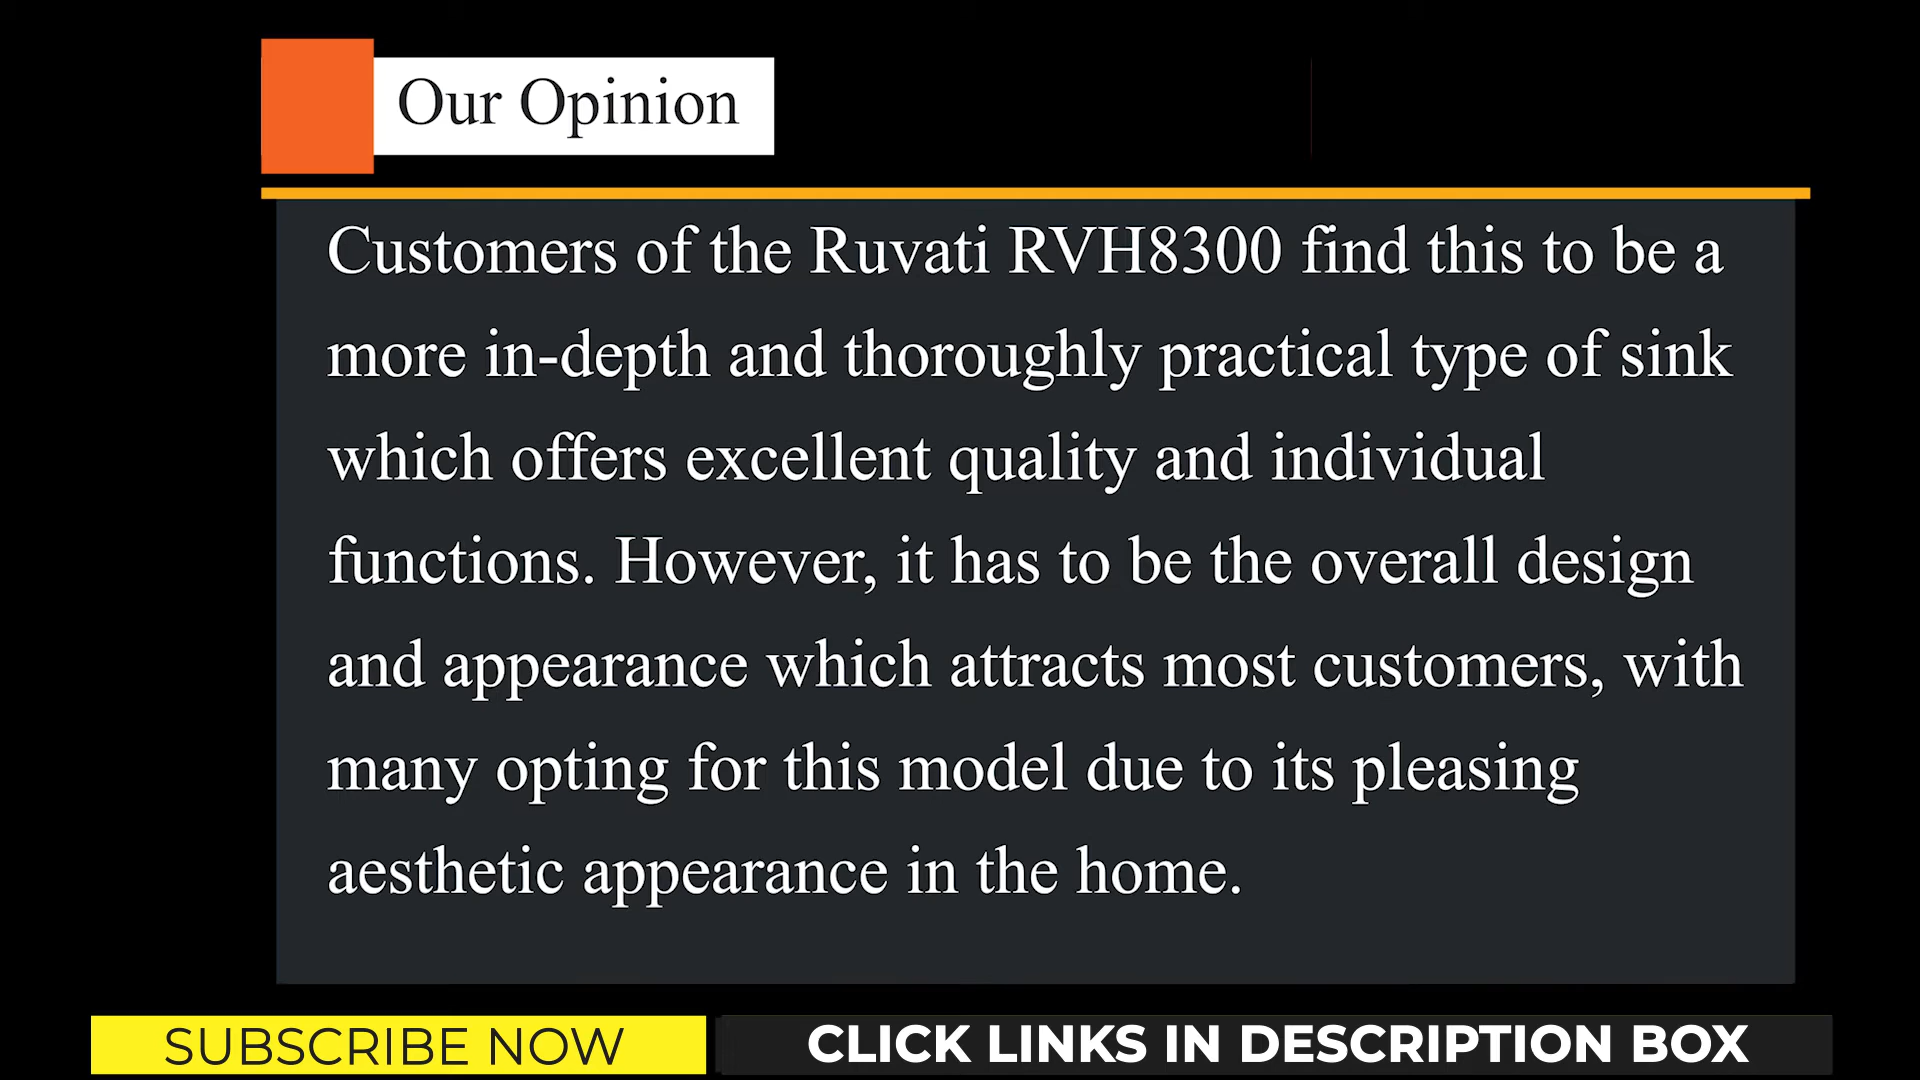 Our Opinion
Customers of the Ruvati RVH8300 find this to be a
more in-depth and thoroughly practical type of sink
which offers excellent quality and individual
functions. However, it has to be the overall design
and appearance which attracts most customers, with
many opting for this model due to its pleasing
aesthetic appearance in the home.
SUBSCRIBE NOW
CLICK LINKS IN DESCRIPTION BOX